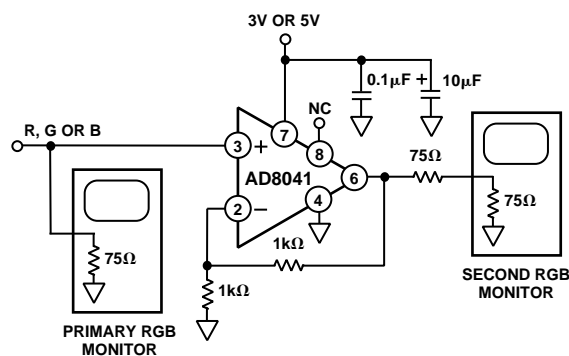 3V OR 5V
0.1μF
+
10μF
NC
R, G OR B
3
+
7
8
AD8041
6
75Ω
2
−
4
75Ω
1kΩ
75Ω
1kΩ
SECOND RGB
MONITOR
PRIMARY RGB
MONITOR